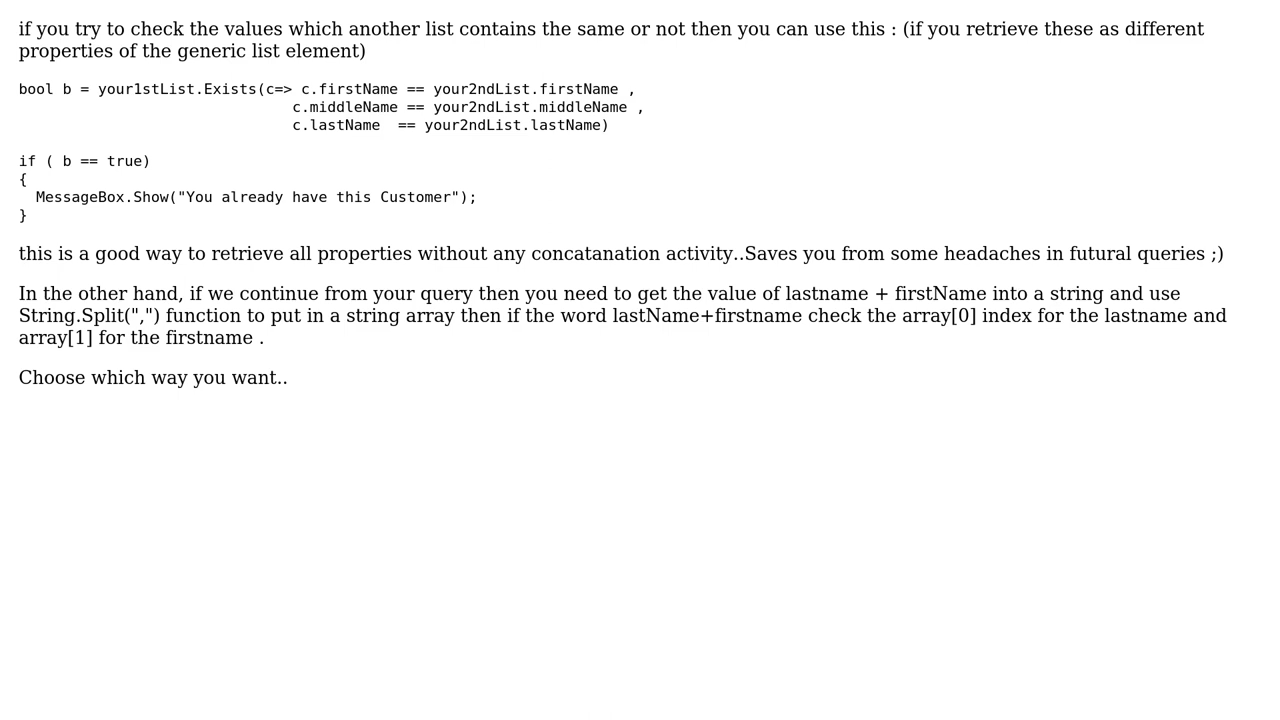 if you try to check the values which another list contains the same or not then you can use this : (if you retrieve these as different
properties of the generic list element)
bool b = your1stList.Exists(c=> c.firstName == your2ndList.firstName ,
                               c.middleName == your2ndList.middleName ,
                               c.lastName  == your2ndList.lastName)
if ( b == true)
{
  MessageBox.Show("You already have this Customer");
}
this is a good way to retrieve all properties without any concatanation activity..Saves you from some headaches in futural queries ;)
In the other hand, if we continue from your query then you need to get the value of lastname + firstName into a string and use
String.Split(",") function to put in a string array then if the word lastName+firstname check the array[0] index for the lastname and
array[1] for the firstname .
Choose which way you want..